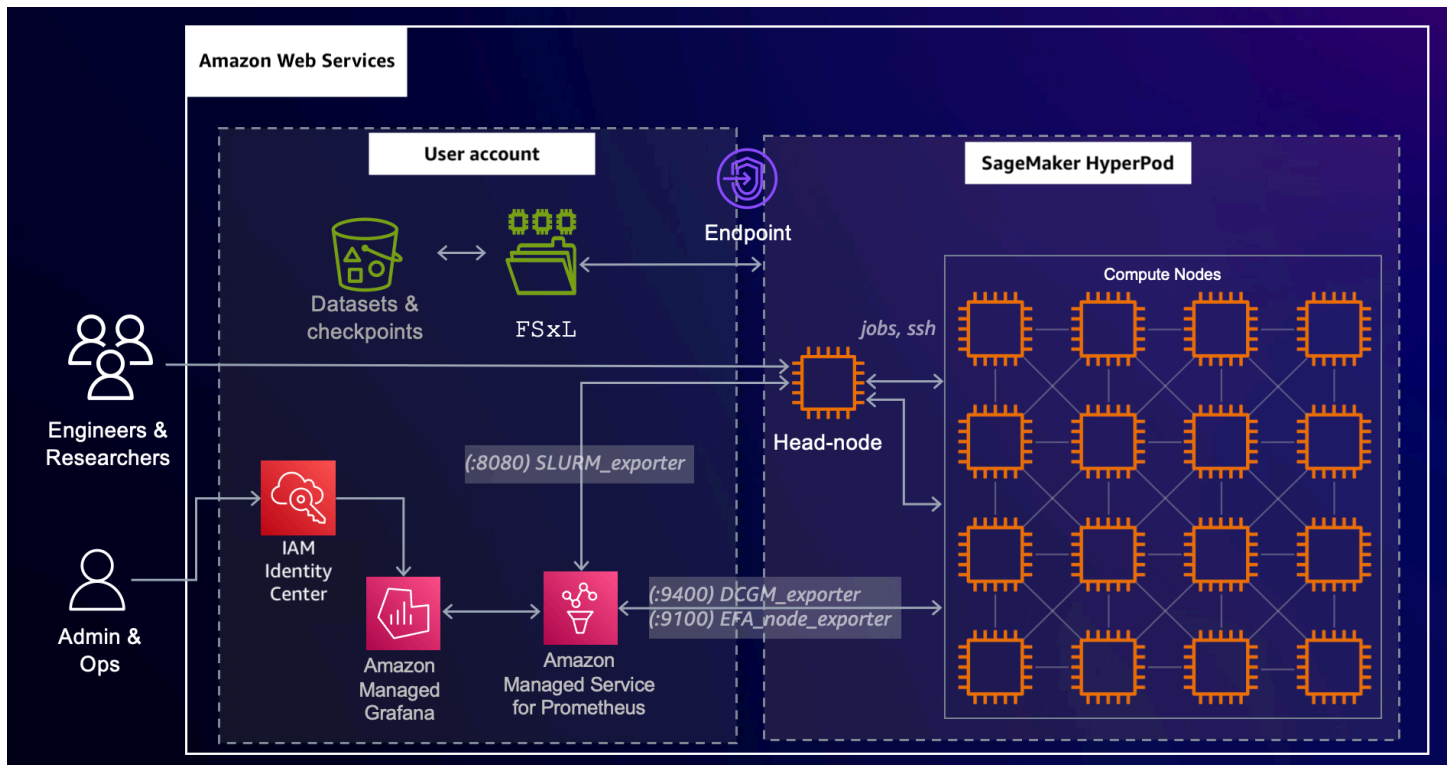 Amazon Web Services
User account
SageMaker HyperPod
Endpoint
Datasets &
checkpoints
FSxL
Compute Nodes
jobs, ssh
Engineers &
Researchers
Head-node
(:8080) SLURM_exporter
IAM
Identity
Center
Admin &
Ops
(:9400) DCGM_exporter
(:9100) EFA_node_exporter
Amazon
Managed
Grafana
Amazon
Managed Service
for Prometheus